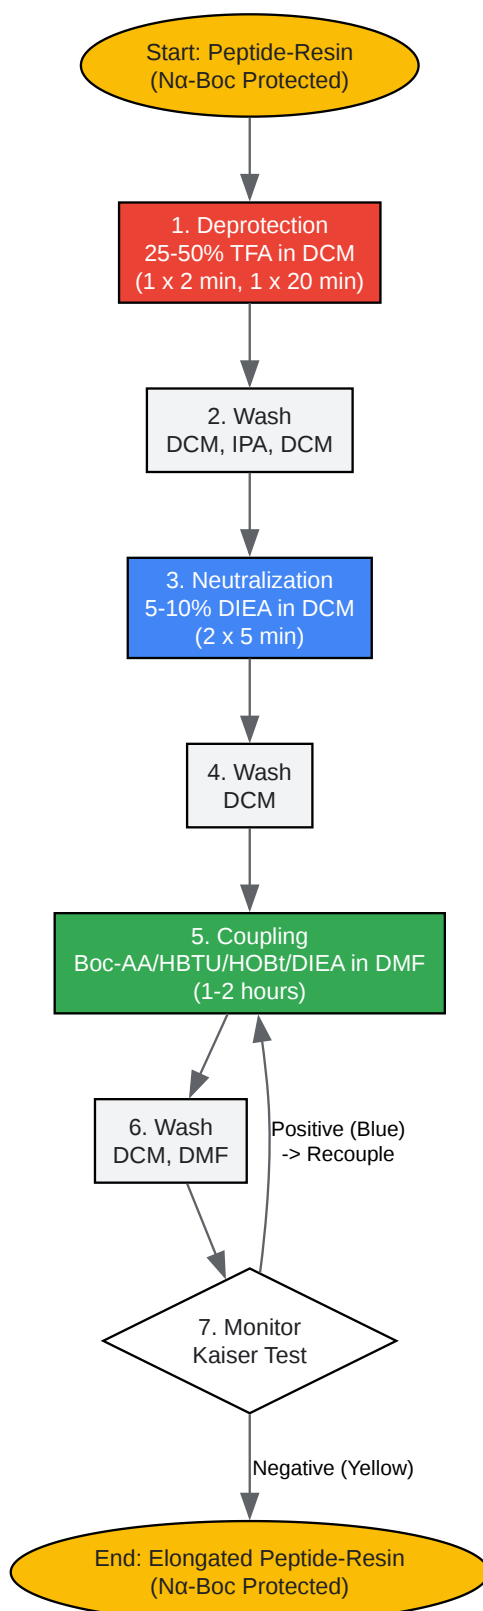 Start: Peptide-Resin
(Nα-Boc Protected)
1. Deprotection
25-50% TFA in DCM
(1 x 2 min, 1 x 20 min)
2. Wash
DCM, IPA, DCM
3. Neutralization
5-10% DIEA in DCM
(2 x 5 min)
4. Wash
DCM
5. Coupling
Boc-AA/HBTU/HOBt/DIEA in DMF
(1-2 hours)
6. Wash
DCM, DMF
Positive (Blue)
-> Recouple
7. Monitor
Kaiser Test
Negative (Yellow)
End: Elongated Peptide-Resin
(Nα-Boc Protected)